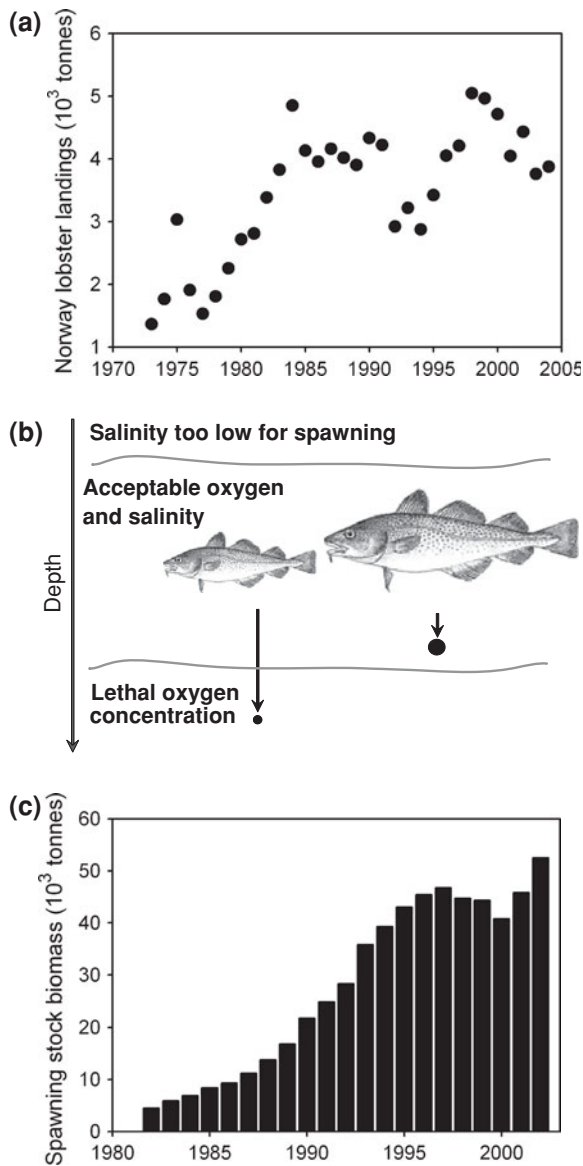 (a)
Norway lobster landings (10³ tonnes)
6
5
4
3
2
1
1970 1975 1980 1985 1990 1995 2000 2005
(b)
Depth
Salinity too low for spawning
Acceptable oxygen
and salinity
Lethal oxygen
concentration
(c)
Spawning stock biomass (10³ tonnes)
60
50
40
30
20
10
0
1980 1985 1990 1995 2000